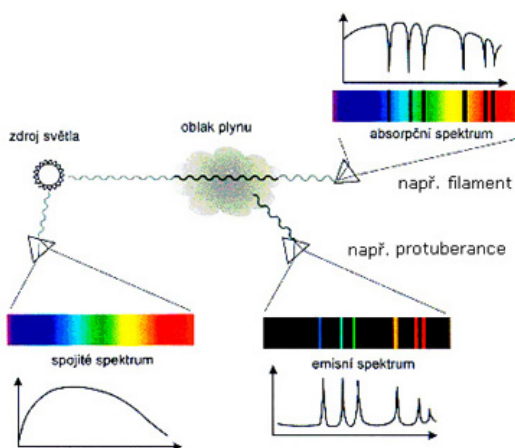 absorpční spektrum
zdroj světla
oblak plynu
např. filament
např. protuberance
spojité spektrum
emisní spektrum